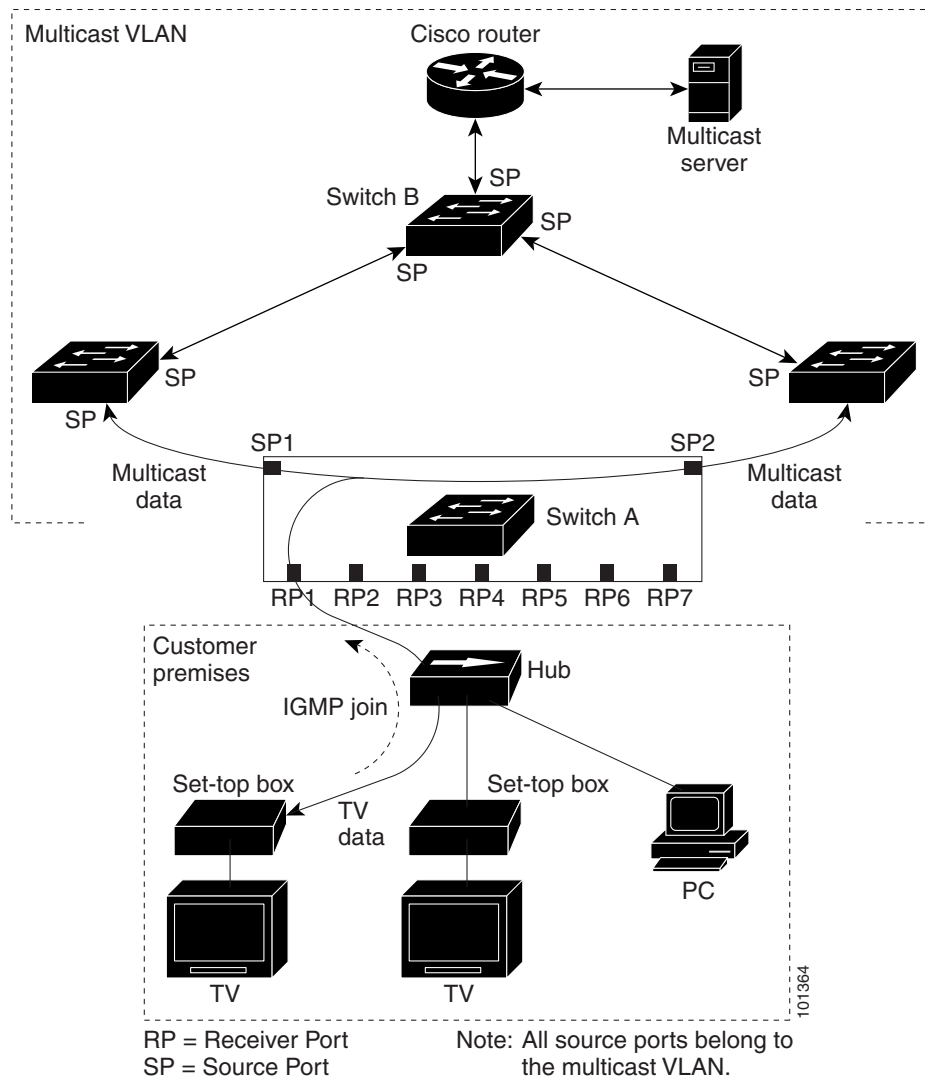 Multicast VLAN
Cisco router
Multicast
server
SP
Switch B
SP
SP
SP
SP
SP
SP1
SP2
Multicast
data
Multicast
data
Switch A
RP1 RP2 RP3 RP4 RP5 RP6 RP7
Customer
premises
Hub
IGMP join
Set-top box
Set-top box
TV
data
PC
TV
TV
101364
RP = Receiver Port
SP = Source Port
Note: All source ports belong to
the multicast VLAN.